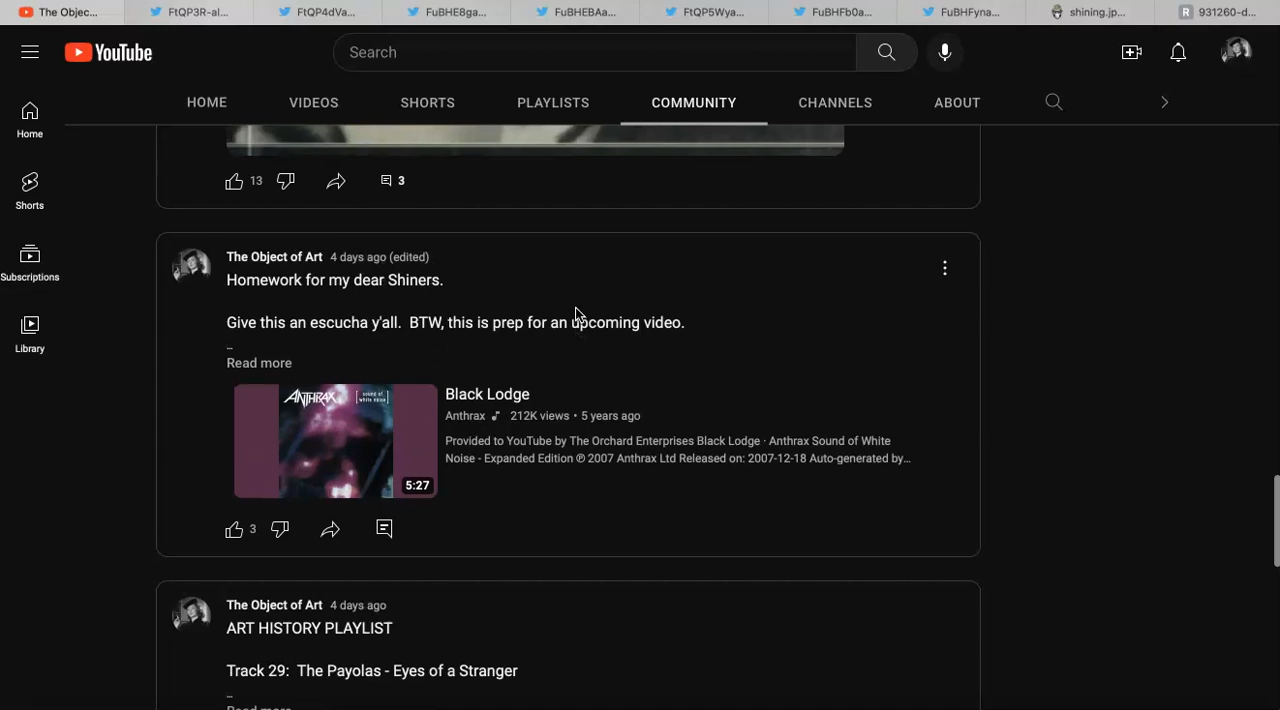 The Objec...
FtQP3R-al...
FtQP4dVa...
FuBHE8ga...
FuBHEBAa...
FtQP5Wya...
FuBHFb0a...
FuBHFyna...
shining.jp...
931260-d...
YouTube
Search
HOME
VIDEOS
SHORTS
PLAYLISTS
COMMUNITY
CHANNELS
ABOUT
Home
Shorts
Subscriptions
Library
13
3
The Object of Art 4 days ago (edited)
Homework for my dear Shiners.
Give this an escucha y'all. BTW, this is prep for an upcoming video.
...
Read more
ANTHRAX
[sound of white noise]
5:27
Black Lodge
Anthrax 212K views • 5 years ago
Provided to YouTube by The Orchard Enterprises Black Lodge · Anthrax Sound of White
Noise - Expanded Edition ℗ 2007 Anthrax Ltd Released on: 2007-12-18 Auto-generated by...
3
The Object of Art 4 days ago
ART HISTORY PLAYLIST
Track 29: The Payolas - Eyes of a Stranger
...
Read more